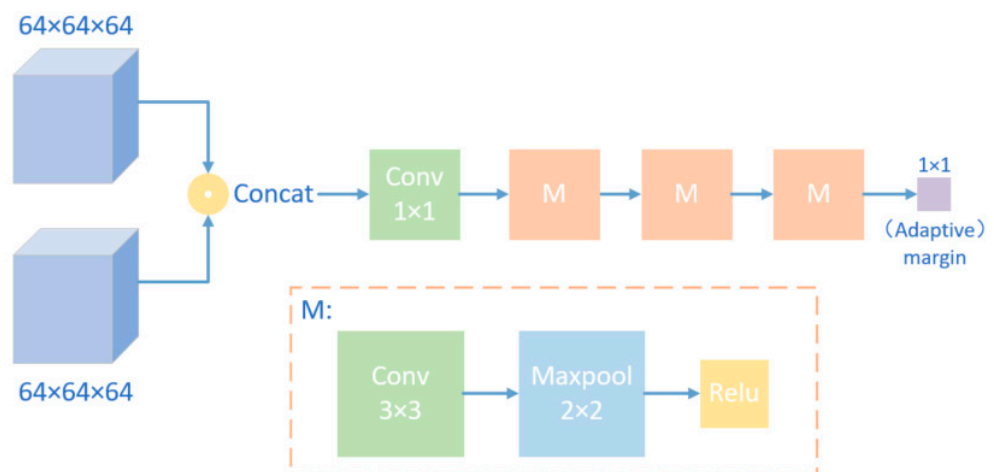 64×64×64
Concat
Conv
1×1
M
M
M
1×1
（Adaptive）
margin
64×64×64
M:
Conv
3×3
Maxpool
2×2
Relu